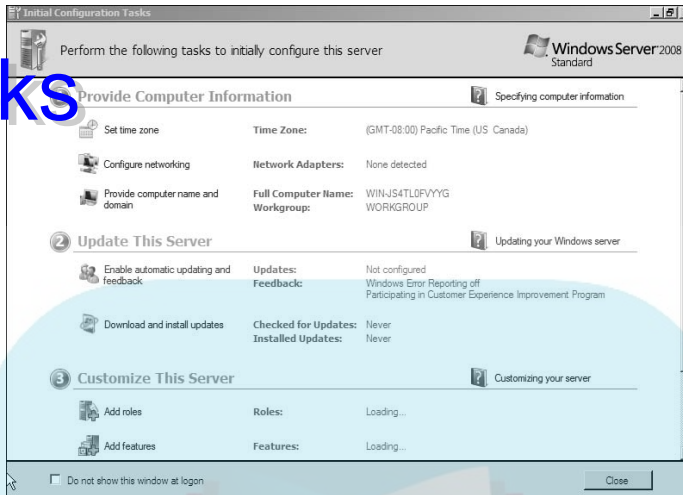 Initial Configuration Tasks
Perform the following tasks to initially configure this server
Windows Server 2008
Standard
ks
Provide Computer Information
Specifying computer information
Set time zone
Time Zone:
(GMT-08:00) Pacific Time (US Canada)
Configure networking
Network Adapters:
None detected
Provide computer name and
domain
Full Computer Name:
WIN-JS4TL0FVYYG
Workgroup:
WORKGROUP
2 Update This Server
Updating your Windows server
Enable automatic updating and
feedback
Updates:
Not configured
Feedback:
Windows Error Reporting off
Participating in Customer Experience Improvement Program
Download and install updates
Checked for Updates:
Never
Installed Updates:
Never
3 Customize This Server
Customizing your server
Add roles
Roles:
Loading...
Add features
Features:
Loading...
Do not show this window at logon
Close